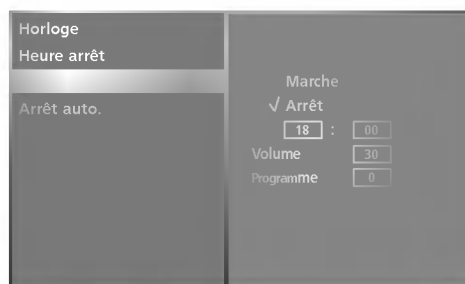 Horloge
Heure arrêt
Arrêt auto.
Marche
√ Arrêt
18 : 00
Volume 30
Programme 0